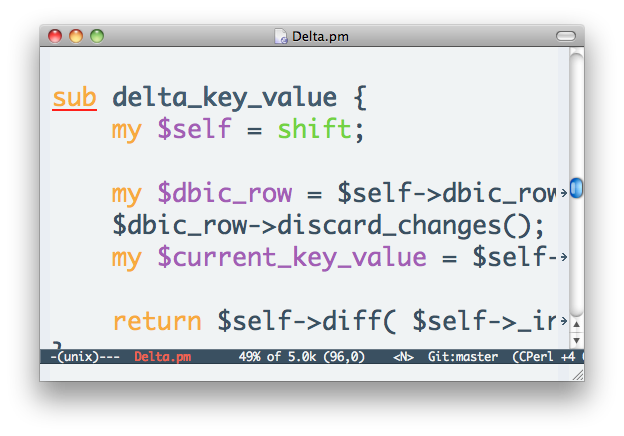 Delta.pm
sub delta_key_value {
my $self = shift;
my $dbic_row = $self->dbic_row
$dbic_row->discard_changes();
my $current_key_value = $self-
return $self->diff( $self->_ir
}
-(unix)--- Delta.pm 49% of 5.0k (96,0) <N> Git:master (CPerl +4